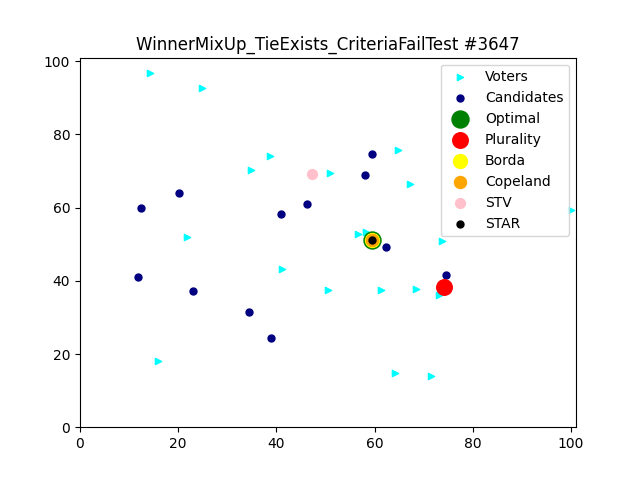 WinnerMixUp_TieExists_CriteriaFailTest #3647
100
80
60
40
20
0
0 20 40 60 80 100
Voters
Candidates
Optimal
Plurality
Borda
Copeland
STV
STAR